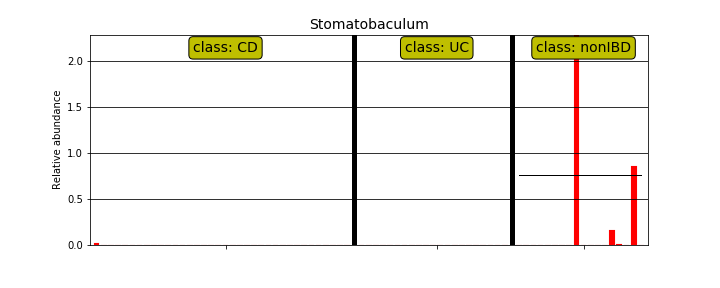 Stomatobaculum
class: CD
class: UC
class: nonIBD
Relative abundance
2.0
1.5
1.0
0.5
0.0